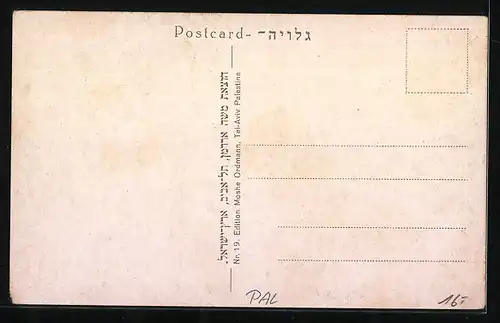 Postcard- גלויה-
הוצאת משה אורדמן, תל-אביב, ארץ-ישראל.
Nr. 19. Edition Moshe Ordmann, Tel-Aviv Palestine
PAL
16.-